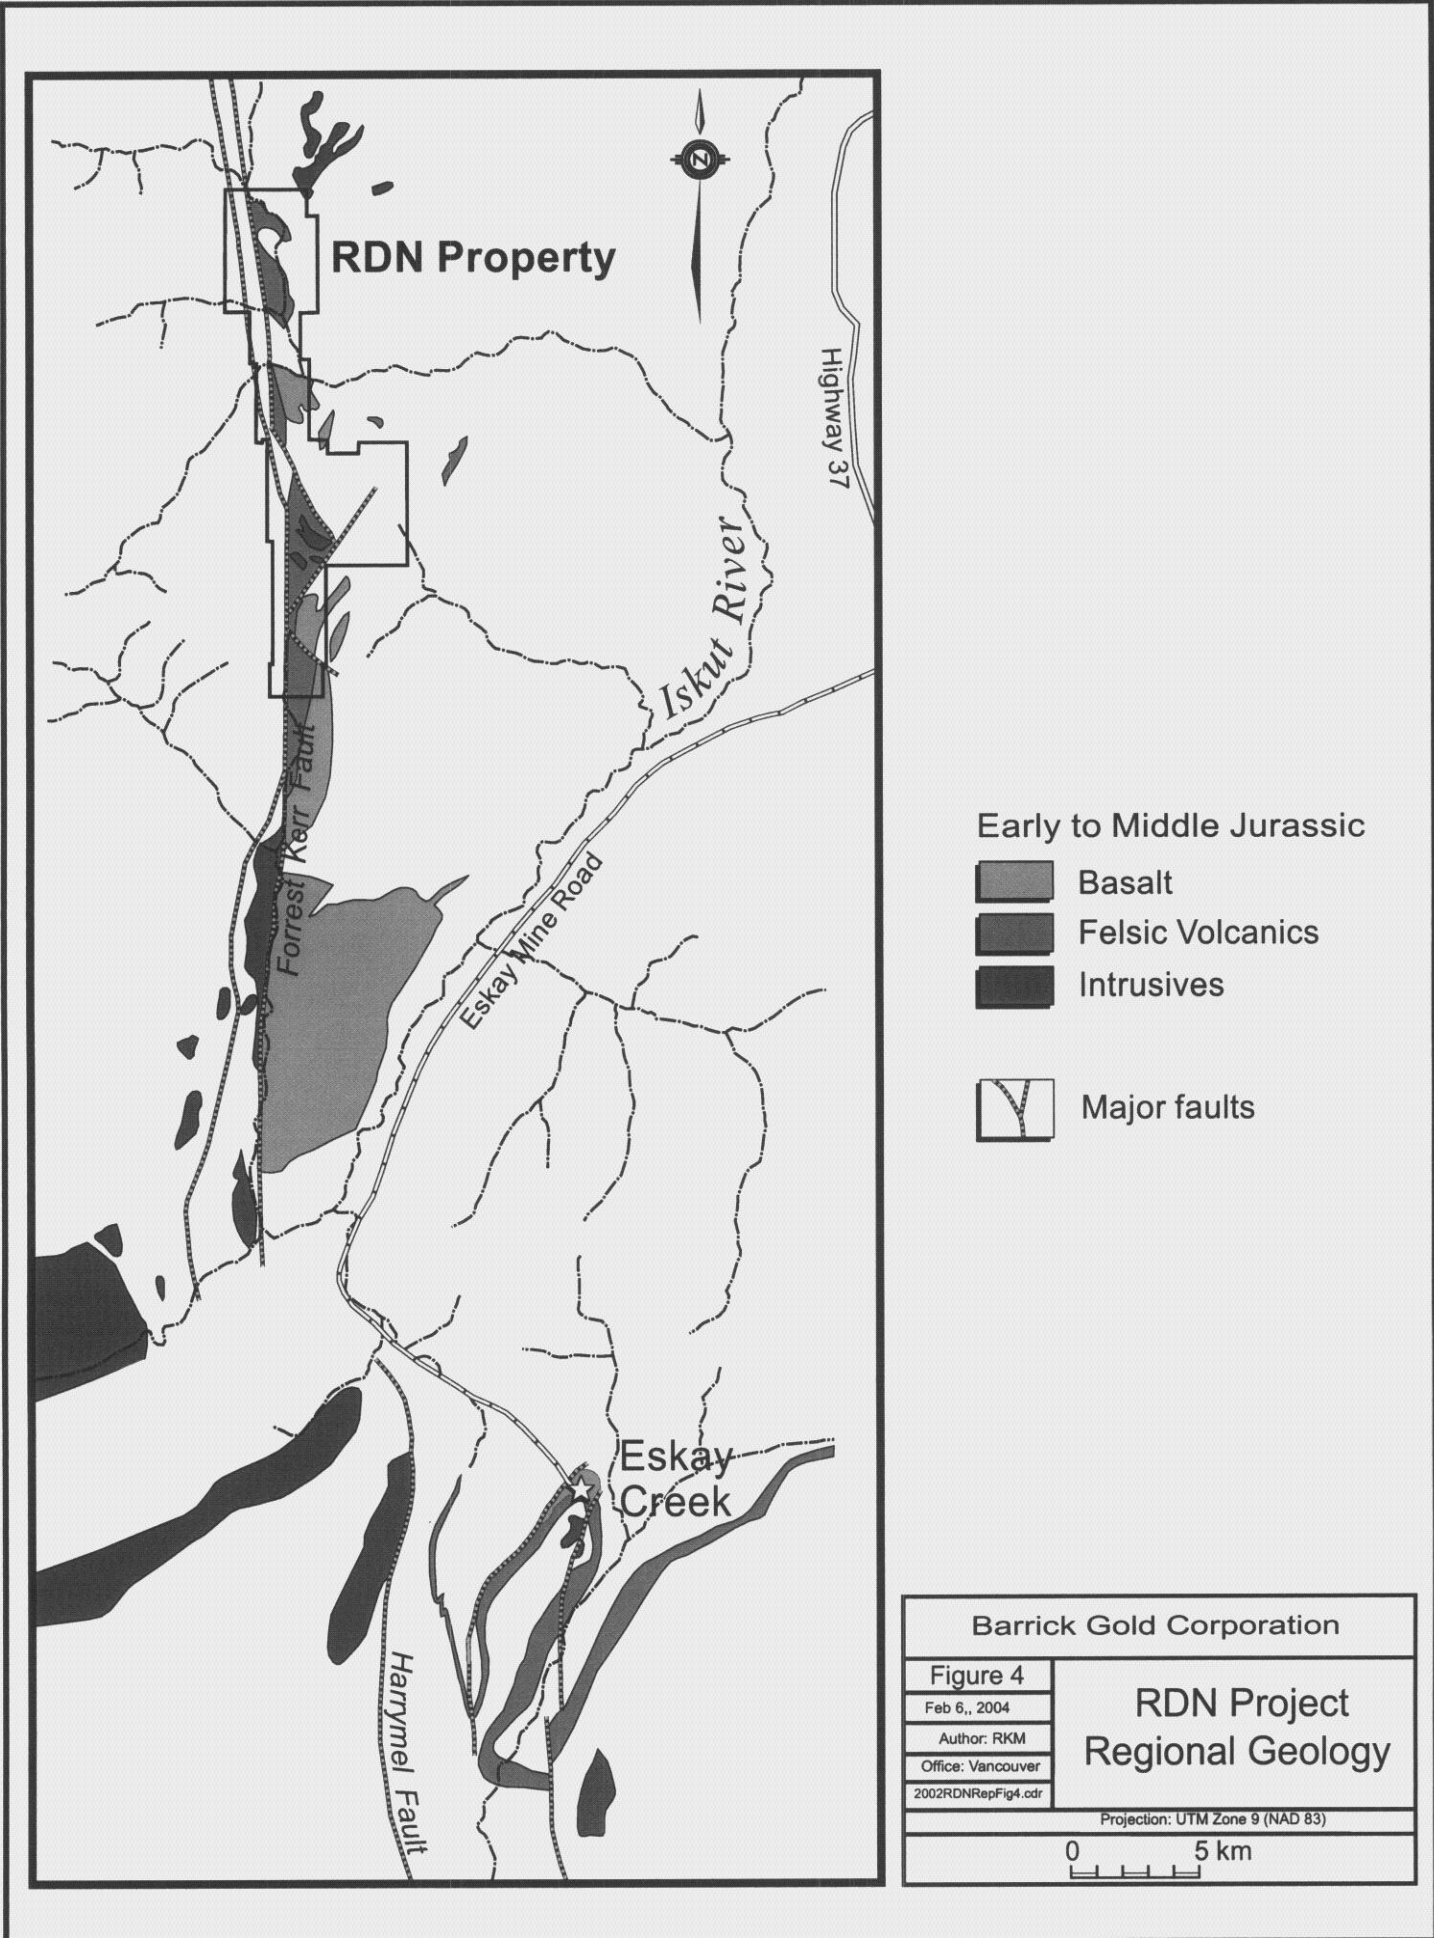 N
RDN Property
Highway 37
Iskut River
Forrest Kerr Fault
Eskay Mine Road
Early to Middle Jurassic
Basalt
Felsic Volcanics
Intrusives
Major faults
Eskay
Creek
Harrymel Fault
Barrick Gold Corporation
Figure 4
Feb 6,, 2004
Author: RKM
Office: Vancouver
2002RDNRepFig4.cdr
RDN Project
Regional Geology
Projection: UTM Zone 9 (NAD 83)
0 5 km